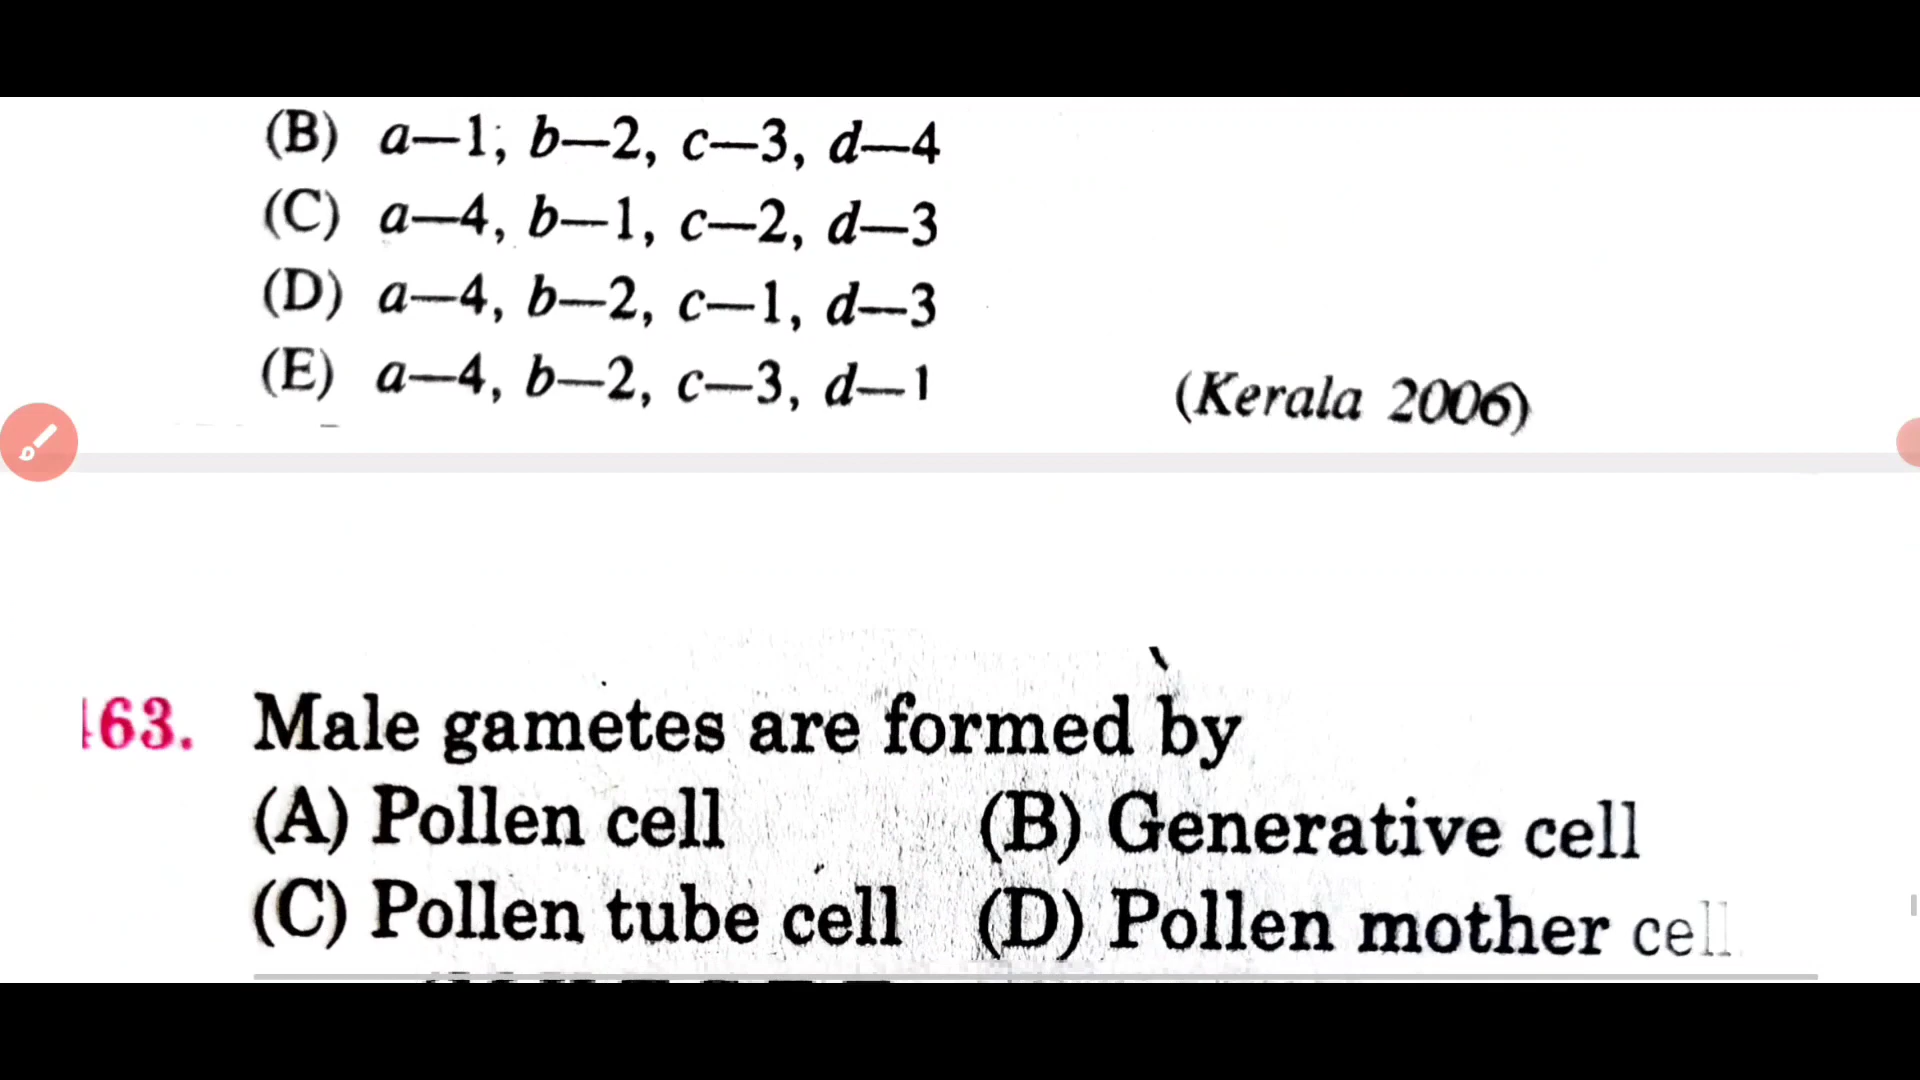 (B) a—1; b—2, c—3, d—4
(C) a—4, b—1, c—2, d—3
(D) a—4, b—2, c—1, d—3
(E) a—4, b—2, c—3, d—1 (Kerala 2006)
63. Male gametes are formed by
(A) Pollen cell (B) Generative cell
(C) Pollen tube cell (D) Pollen mother cell